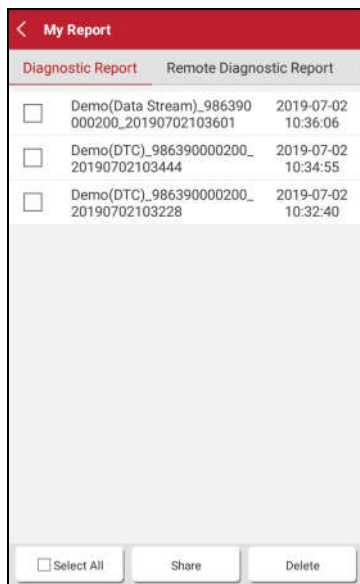 My Report
Diagnostic Report Remote Diagnostic Report
Demo(Data Stream)_986390 2019-07-02
000200_20190702103601 10:36:06
Demo(DTC)_986390000200_ 2019-07-02
20190702103444 10:34:55
Demo(DTC)_986390000200_ 2019-07-02
20190702103228 10:32:40
Select All Share Delete